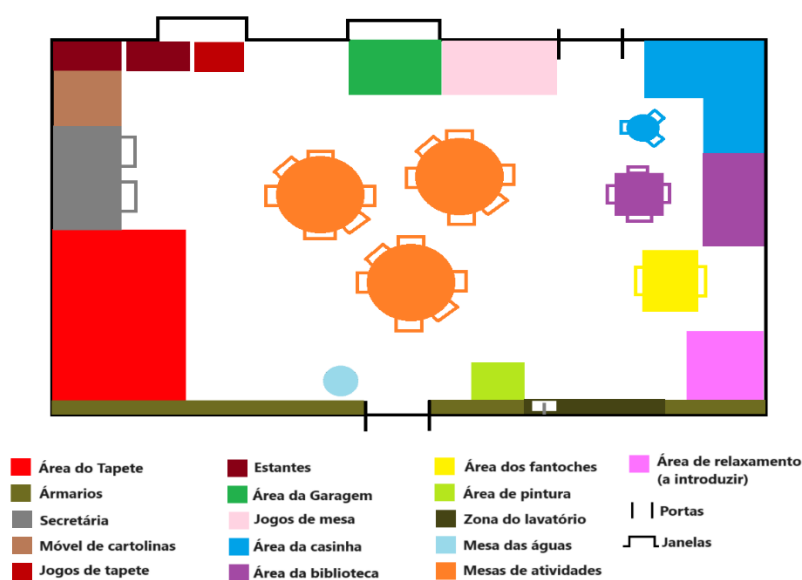 Área do Tapete
Ármarios
Secretária
Móvel de cartolinas
Jogos de tapete
Estantes
Área da Garagem
Jogos de mesa
Área da casinha
Área da biblioteca
Área dos fantoches
Área de pintura
Zona do lavatório
Mesa das águas
Mesas de atividades
Área de relaxamento
(a introduzir)
Portas
Janelas